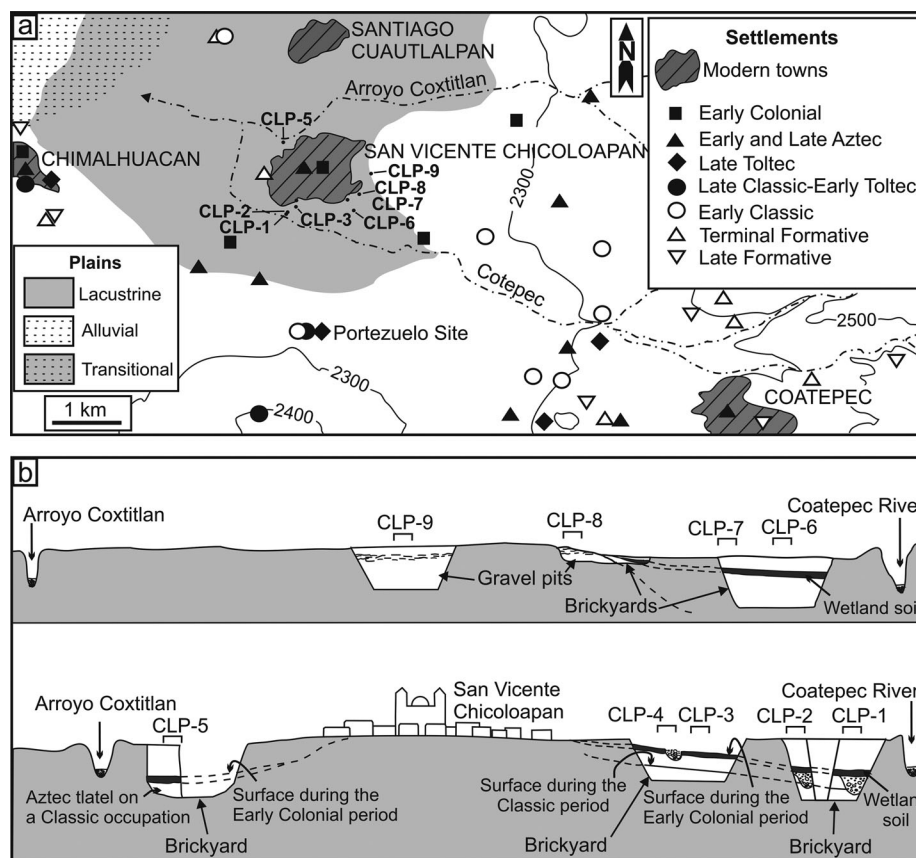 a
SANTIAGO
CUAUTLALPAN
Arroyo Coxtitlan
CLP-5
CHIMALHUACAN
SAN VICENTE CHICOLOAPAN
CLP-9
CLP-8
CLP-7
CLP-6
CLP-3
CLP-2
CLP-1
2300
Cotepec
Portezuelo Site
2300
2400
2500
COATEPEC
N
Settlements
Modern towns
Early Colonial
Early and Late Aztec
Late Toltec
Late Classic-Early Toltec
Early Classic
Terminal Formative
Late Formative
Plains
Lacustrine
Alluvial
Transitional
1 km
b
Arroyo Coxtitlan
CLP-9
CLP-8
CLP-7
CLP-6
Coatepec River
Gravel pits
Brickyards
Wetland soil
Arroyo Coxtitlan
CLP-5
San Vicente
Chicoloapan
CLP-4
CLP-3
CLP-2
CLP-1
Coatepec River
Aztec tlatel on
a Classic occupation
Brickyard
Surface during the
Early Colonial period
Surface during the
Classic period
Brickyard
Surface during the
Early Colonial period
Brickyard
Wetland
soil